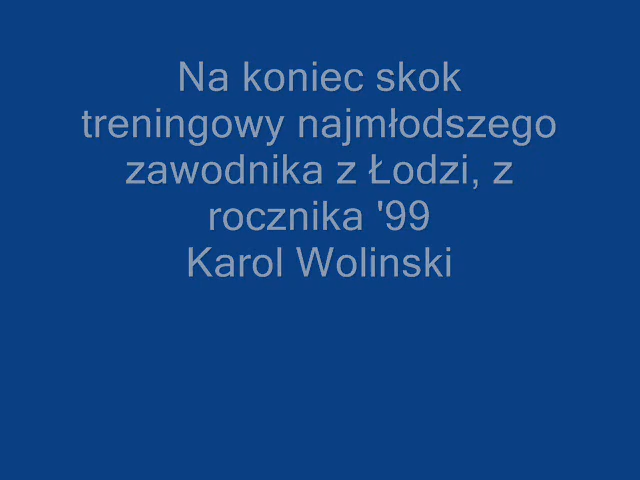 Na koniec skok
treningowy najmłodszego
zawodnika z Łodzi, z
rocznika '99
Karol Wolinski